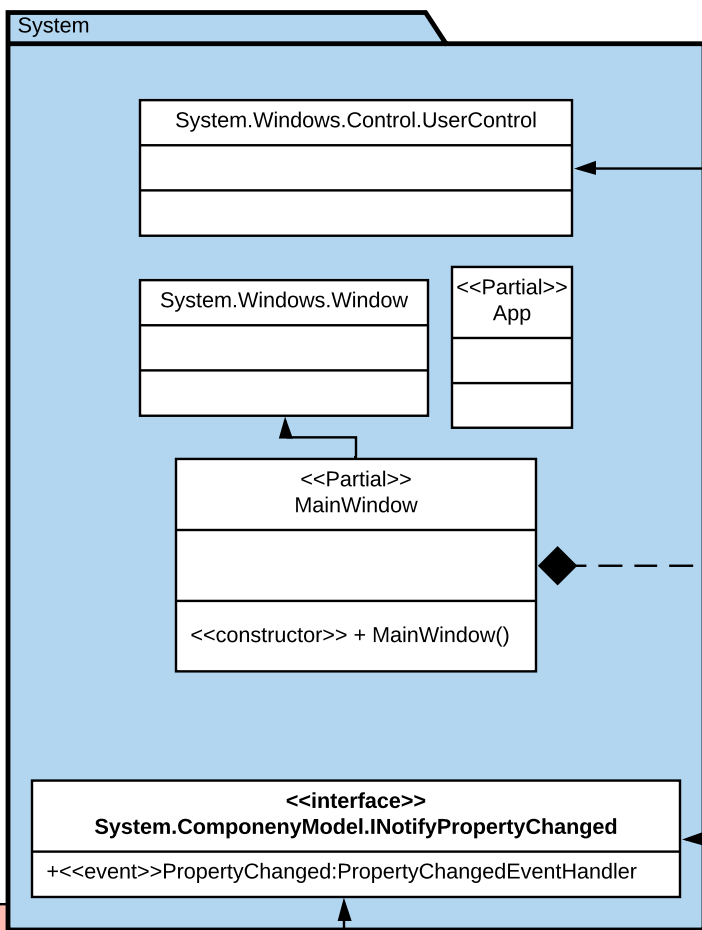 System
System.Windows.Control.UserControl
<<Partial>>
App
System.Windows.Window
<<Partial>>
MainWindow
<<constructor>> + MainWindow()
<<interface>>
System.ComponenyModel.INotifyPropertyChanged
+<<event>>PropertyChanged:PropertyChangedEventHandler